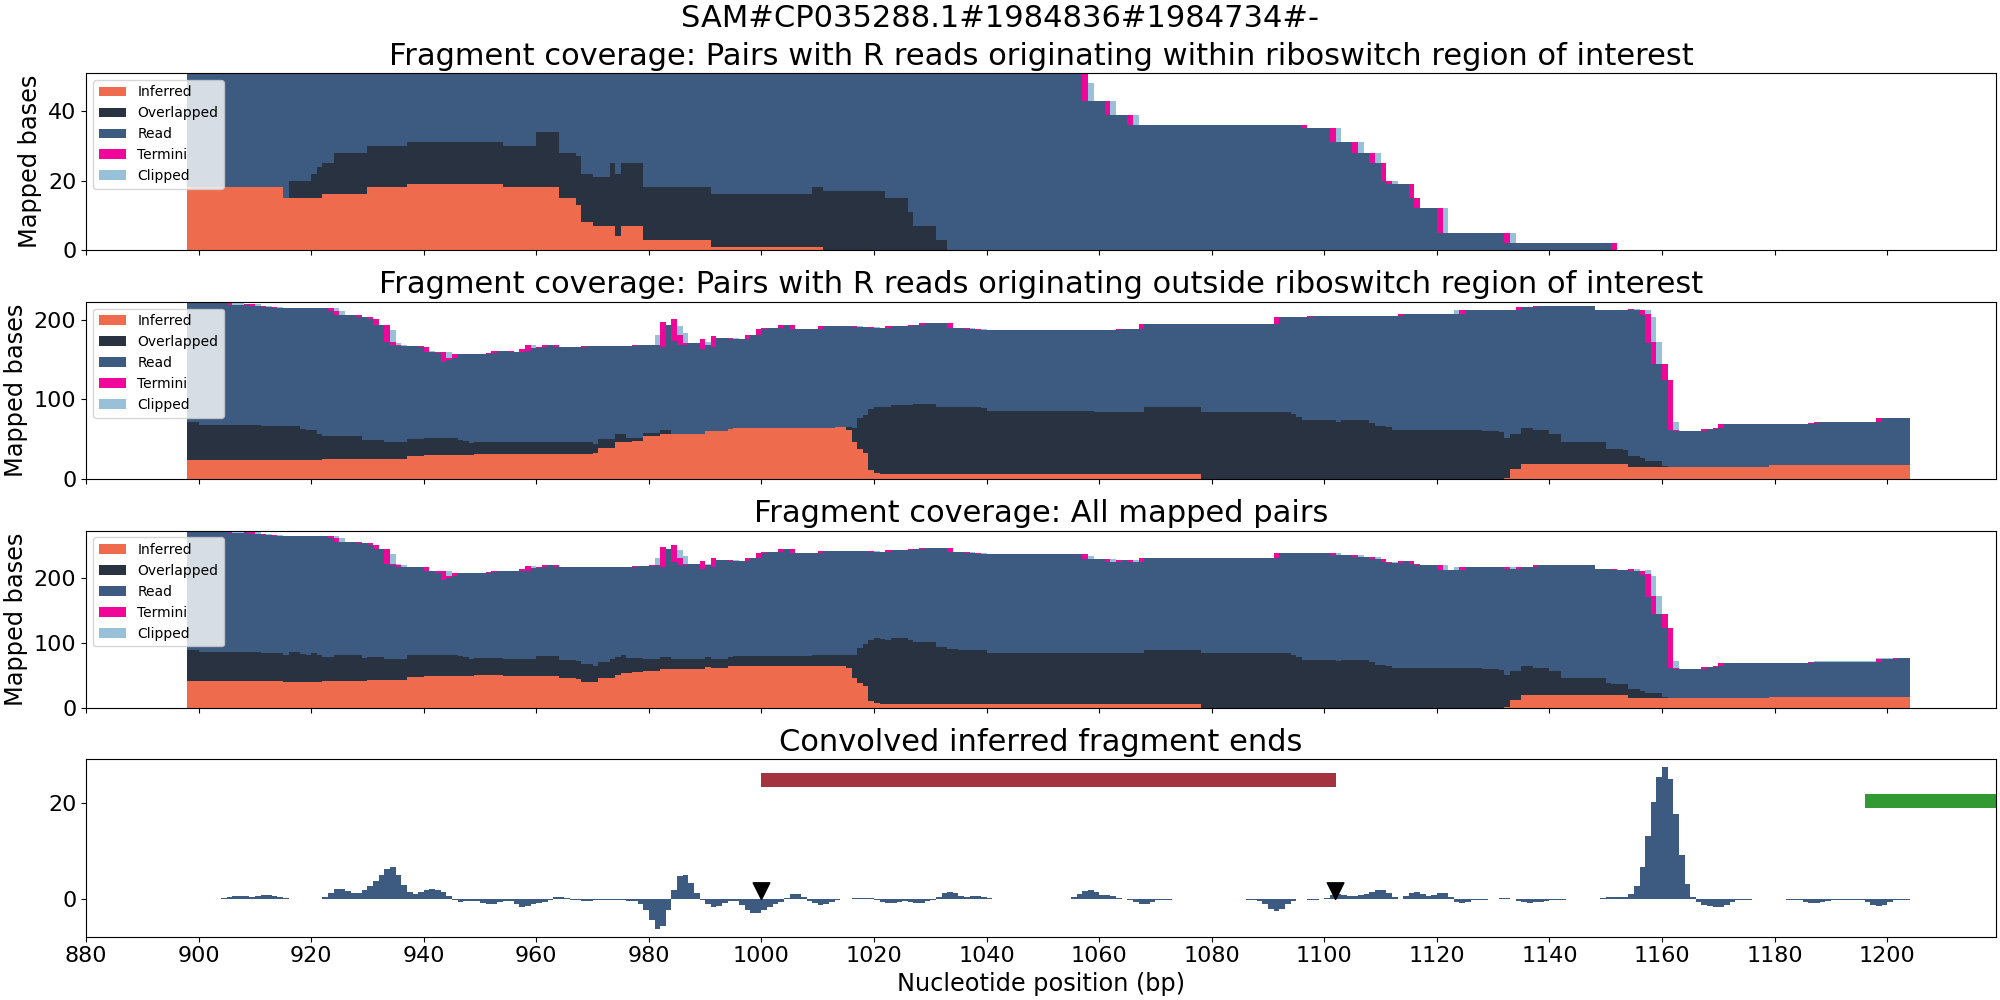 SAM#CP035288.1#1984836#1984734#-
Fragment coverage: Pairs with R reads originating within riboswitch region of interest
Mapped bases
40
20
0
Inferred
Overlapped
Read
Termini
Clipped
Fragment coverage: Pairs with R reads originating outside riboswitch region of interest
Mapped bases
200
100
0
Inferred
Overlapped
Read
Termini
Clipped
Fragment coverage: All mapped pairs
Mapped bases
200
100
0
Inferred
Overlapped
Read
Termini
Clipped
Convolved inferred fragment ends
20
0
880 900 920 940 960 980 1000 1020 1040 1060 1080 1100 1120 1140 1160 1180 1200
Nucleotide position (bp)